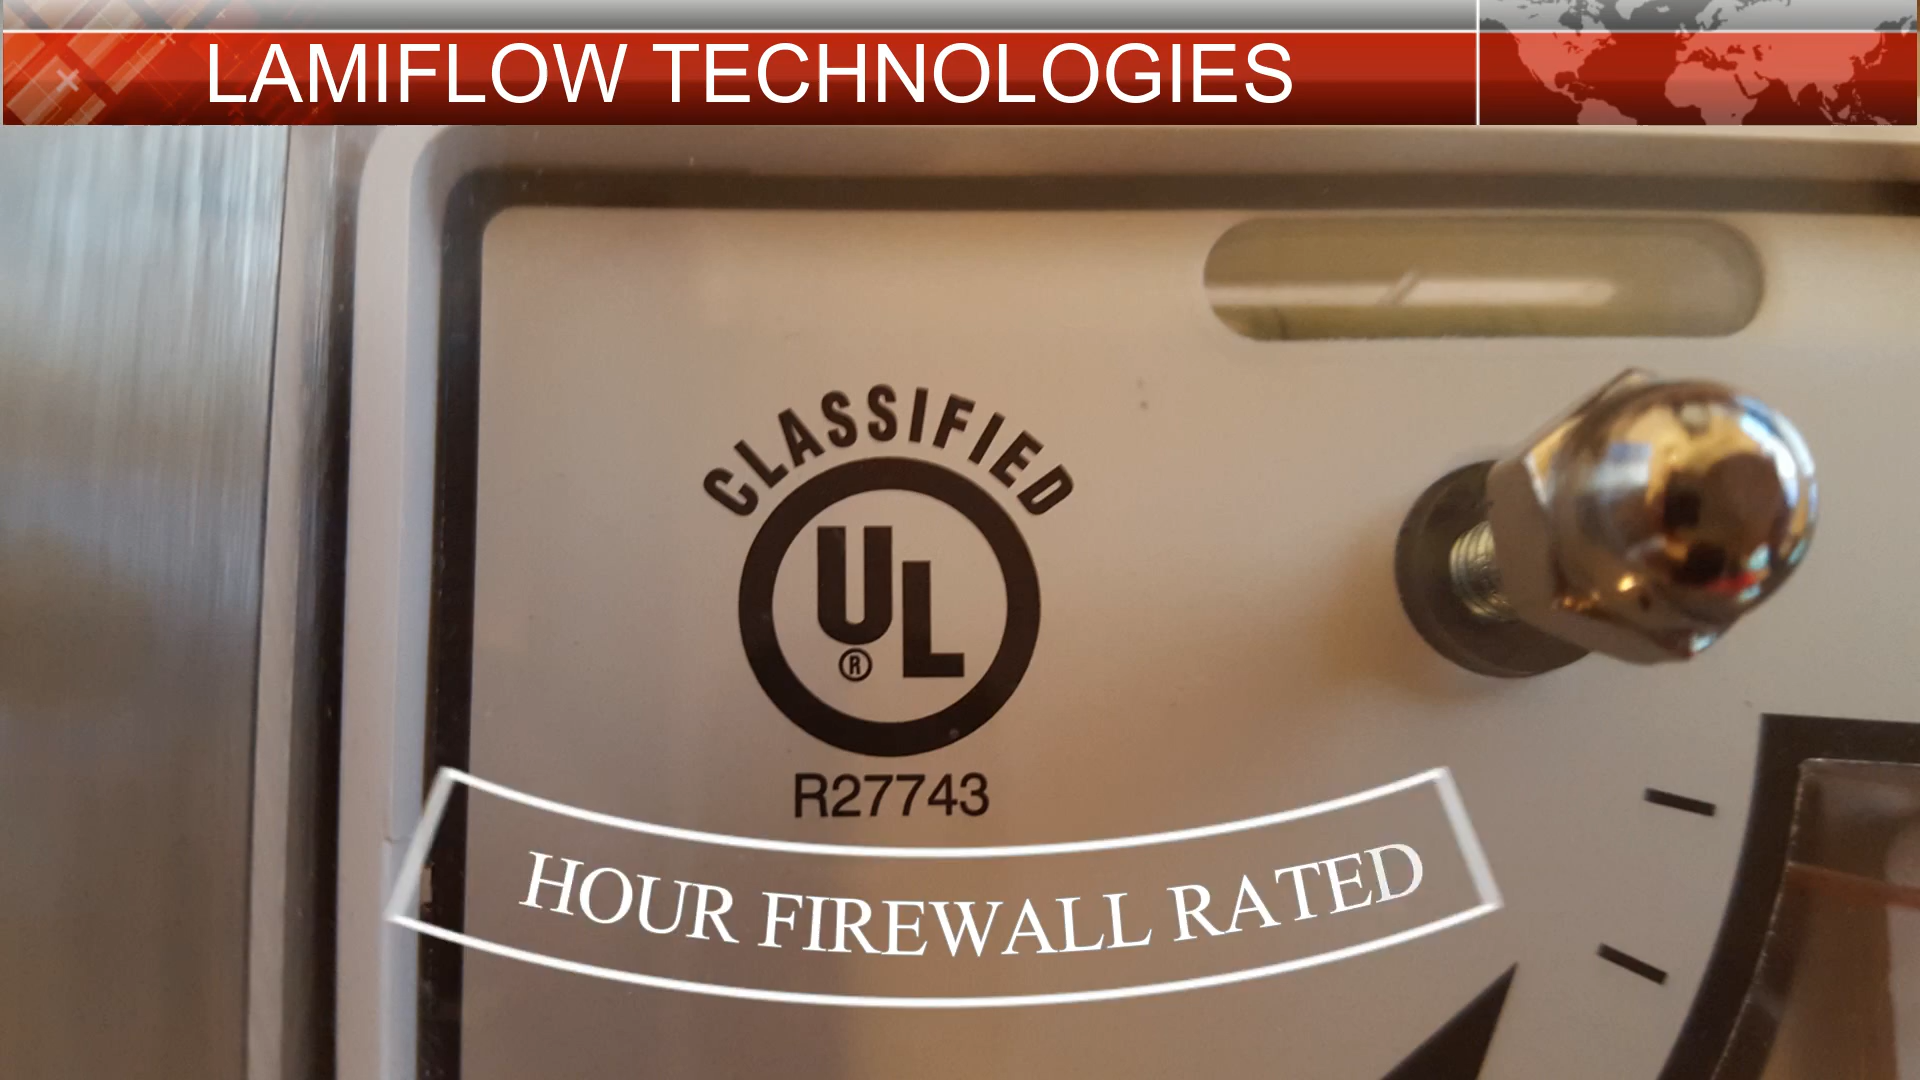 LAMIFLOW TECHNOLOGIES
CLASSIFIED
UL
®
R27743
HOUR FIREWALL RATED